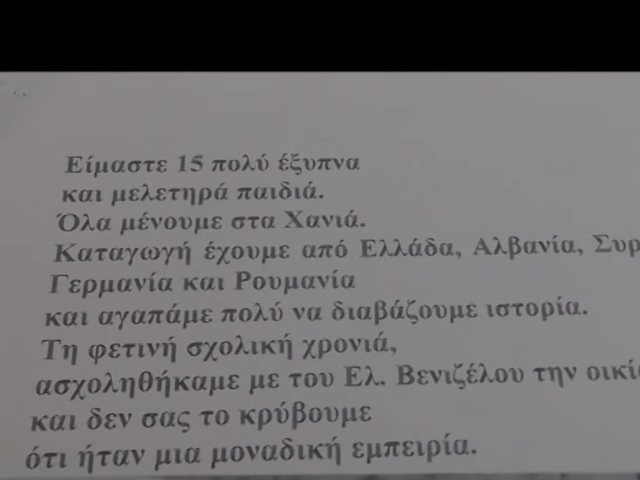 Είμαστε 15 πολύ έξυπνα
και μελετηρά παιδιά.
Όλα μένουμε στα Χανιά.
Καταγωγή έχουμε από Ελλάδα, Αλβανία,
Γερμανία και Ρουμανία
και αγαπάμε πολύ να διαβάζουμε ιστορία.
Τη φετινή σχολική χρονιά,
ασχοληθήκαμε με του Ελ. Βενιζέλου την
και δεν σας το κρύβουμε
ότι ήταν μια μοναδική εμπειρία.